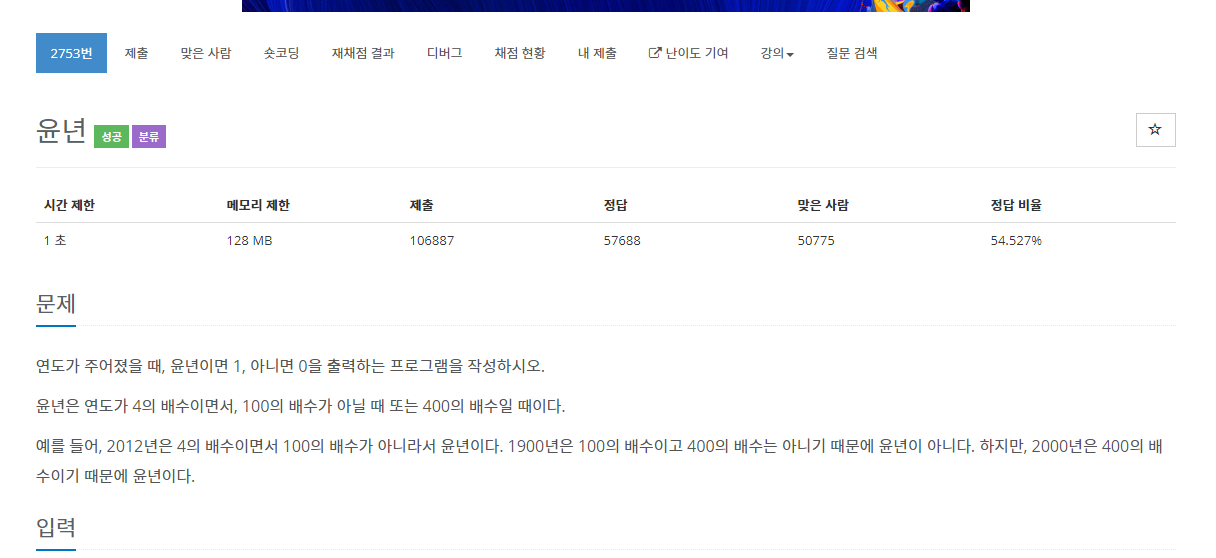 2753번 제출 맞은 사람 숏코딩 재채점 결과 디버그 채점 현황 내 제출 난이도 기여 강의 질문 검색
윤년 성공 분류
시간 제한 메모리 제한 제출 정답 맞은 사람 정답 비율
1 초 128 MB 106887 57688 50775 54.527%
문제
연도가 주어졌을 때, 윤년이면 1, 아니면 0을 출력하는 프로그램을 작성하시오.
윤년은 연도가 4의 배수이면서, 100의 배수가 아닐 때 또는 400의 배수일 때이다.
예를 들어, 2012년은 4의 배수이면서 100의 배수가 아니라서 윤년이다. 1900년은 100의 배수이고 400의 배수는 아니기 때문에 윤년이 아니다. 하지만, 2000년은 400의 배
수이기 때문에 윤년이다.
입력